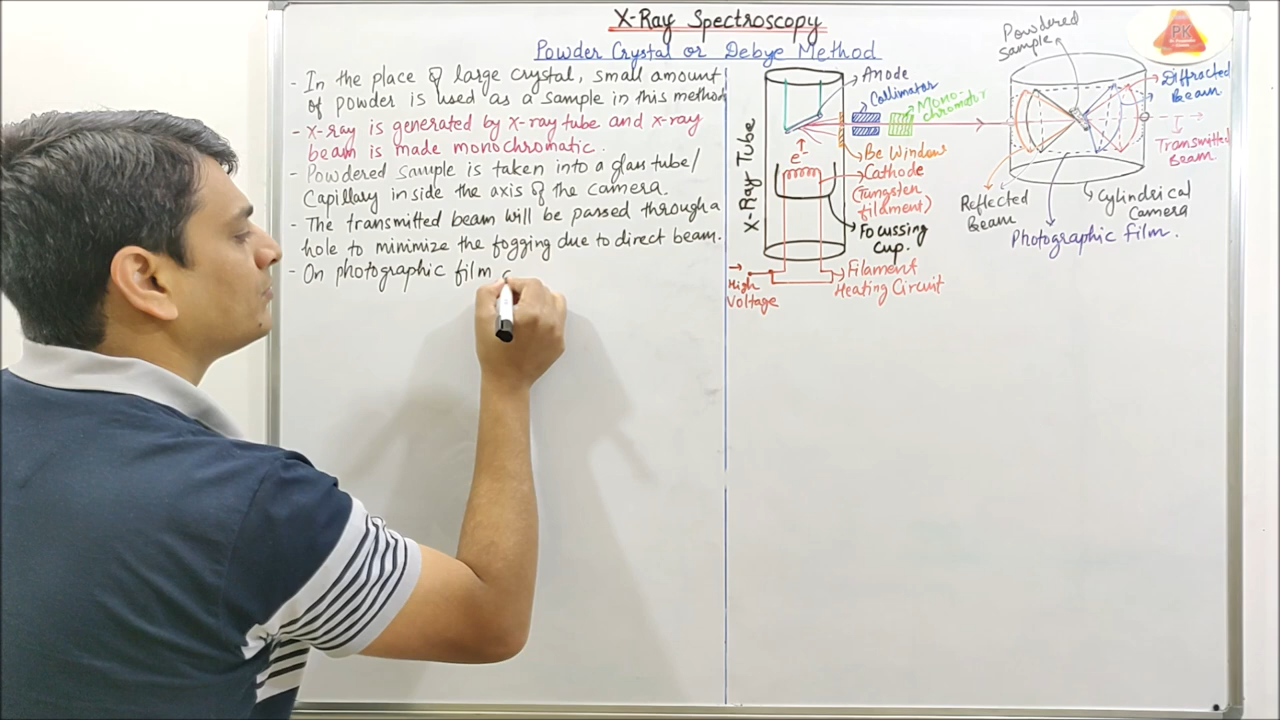 X-Ray Spectroscopy
Powder Crystal or Debye Method
- In the place of large crystal, small amount
of powder is used as a sample in this method
- X-ray is generated by X-ray tube and x-ray
beam is made monochromatic.
- Powdered sample is taken into a glass tube/
Capillary inside the axis of the camera.
- The transmitted beam will be passed through a
hole to minimize the fogging due to direct beam.
- On photographic film
X-Ray Tube
Anode
Collimator
Mono-
chromator
e-
Be Window
Cathode
(Tungsten
filament)
Focussing
Cup.
Filament
Heating Circuit
High
Voltage
Powdered
Sample
PK
Diffracted
Beam
Transmitted
Beam
Reflected
Beam
Cylindrical
Camera
Photographic Film.